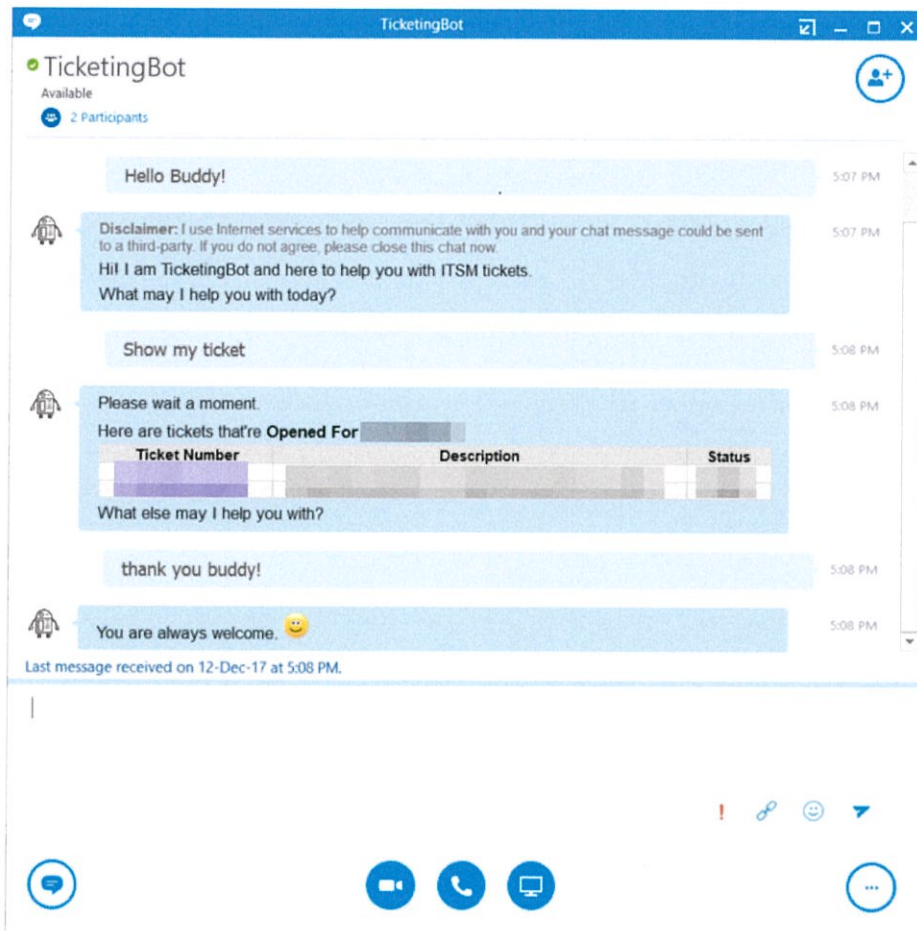 TicketingBot
TicketingBot
Available
2 Participants
Hello Buddy!
5:07 PM
Disclaimer: I use Internet services to help communicate with you and your chat message could be sent
to a third-party. If you do not agree, please close this chat now.
5:07 PM
Hi! I am TicketingBot and here to help you with ITSM tickets.
What may I help you with today?
Show my ticket
5:08 PM
Please wait a moment.
5:08 PM
Here are tickets that're Opened For
Ticket Number Description Status
What else may I help you with?
thank you buddy!
5:08 PM
You are always welcome.
5:08 PM
Last message received on 12-Dec-17 at 5:08 PM.